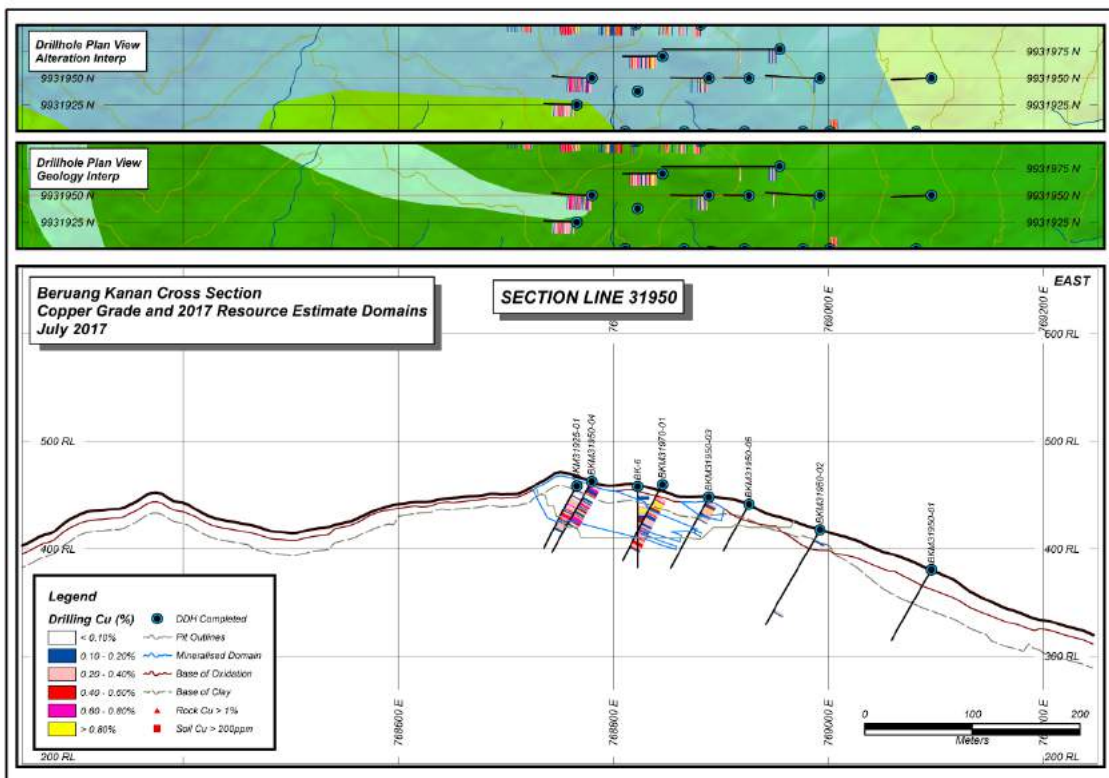 Drillhole Plan View
Alteration Interp
9931975 N
9931950 N
9931925 N
9931975 N
9931950 N
9931925 N
Drillhole Plan View
Geology Interp
9931950 N
9931925 N
9931975 N
9931950 N
9931925 N
Beruang Kanan Cross Section
Copper Grade and 2017 Resource Estimate Domains
July 2017
SECTION LINE 31950
EAST
769000 E
769200 E
600 RL
500 RL
500 RL
400 RL
400 RL
300 RL
200 RL
200 RL
KM31925-01
BKM31950-04
BK-6
BKM31970-01
BKM31950-03
BKM31950-05
BKM31950-02
BKM31950-01
Legend
Drilling Cu (%)
< 0.10%
0.10 - 0.20%
0.20 - 0.40%
0.40 - 0.60%
0.60 - 0.80%
> 0.80%
DDH Completed
Pit Outlines
Mineralised Domain
Base of Oxidation
Base of Clay
Rock Cu > 1%
Soil Cu > 200ppm
768600 E
768800 E
769000 E
0 100 200
Meters